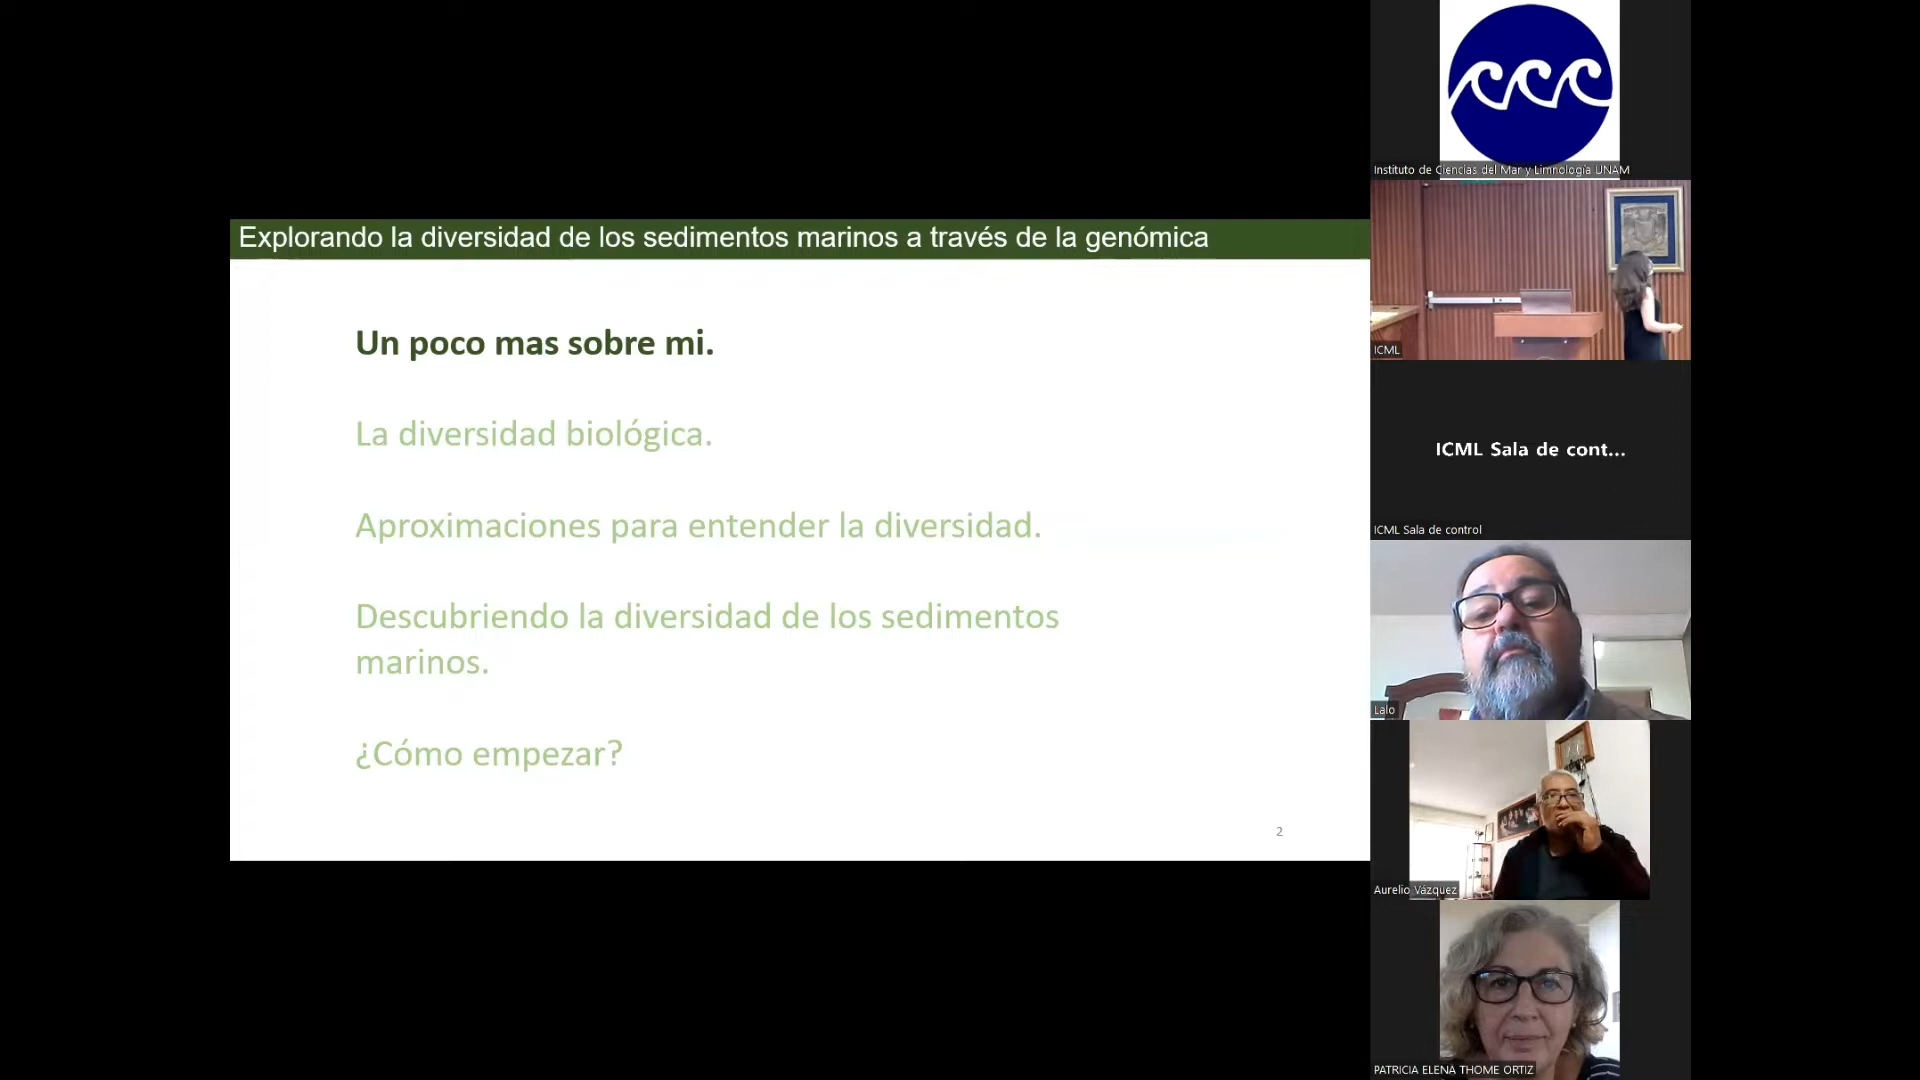 Explorando la diversidad de los sedimentos marinos a través de la genómica
Un poco mas sobre mi.
La diversidad biológica.
Aproximaciones para entender la diversidad.
Descubriendo la diversidad de los sedimentos
marinos.
¿Cómo empezar?
2
Instituto de Ciencias del Mar y Limnología UNAM
ICML
ICML Sala de cont...
ICML Sala de control
Lalo
Aurelio Vázquez
PATRICIA ELENA THOME ORTIZ